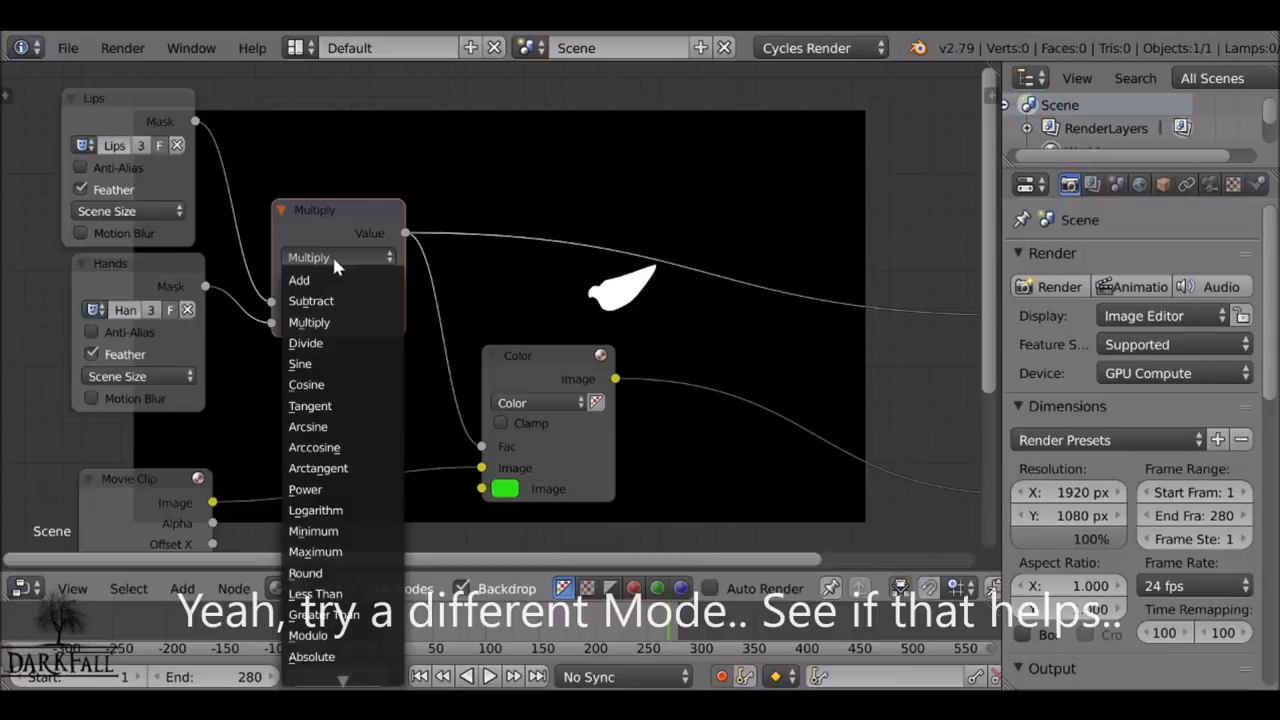 File Render Window Help Default Scene Cycles Render v2.79 | Verts:0 | Faces:0 | Tris:0 | Objects:1/1 | Lamps:0/
View Search All Scenes
Scene
RenderLayers
Lips
Mask
Lips 3 F
Anti-Alias
Feather
Scene Size
Motion Blur
Hands
Mask
Han 3 F
Anti-Alias
Feather
Scene Size
Motion Blur
Movie Clip
Image
Alpha
Offset X
Scene
Multiply
Value
Multiply
Add
Subtract
Multiply
Divide
Sine
Cosine
Tangent
Arcsine
Arccosine
Arctangent
Power
Logarithm
Minimum
Maximum
Round
Less Than
Greater Than
Modulo
Absolute
Color
Image
Color
Clamp
Fac
Image
Image
Scene
Render
Render Animatio Audio
Display: Image Editor
Feature S... Supported
Device: GPU Compute
Dimensions
Render Presets
Resolution: Frame Range:
X: 1920 px Start Fram: 1
Y: 1080 px End Fra: 280
100% Frame Ste: 1
Aspect Ratio: Frame Rate:
X: 1.000 24 fps
Time Remapping:
100 100
Output
View Select Add Node Backdrop Auto Render
Yeah, try a different Mode.. See if that helps..
50 100 150 200 250 300 350 400 450 500 550
DARKFALL
Start: 1 End: 280 No Sync